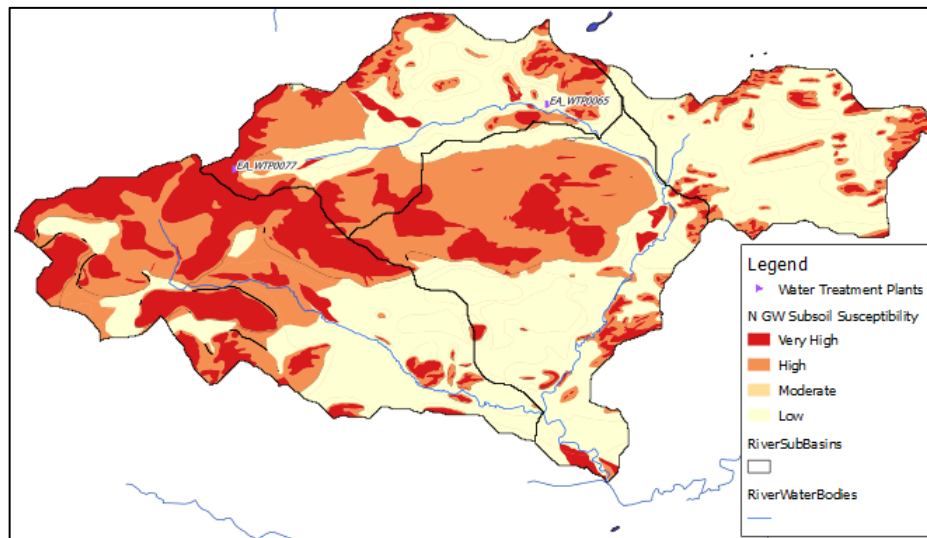 EA_WTP0065
EA_WTP0077
Legend
Water Treatment Plants
N GW Subsoil Susceptibility
Very High
High
Moderate
Low
RiverSubBasins
RiverWaterBodies